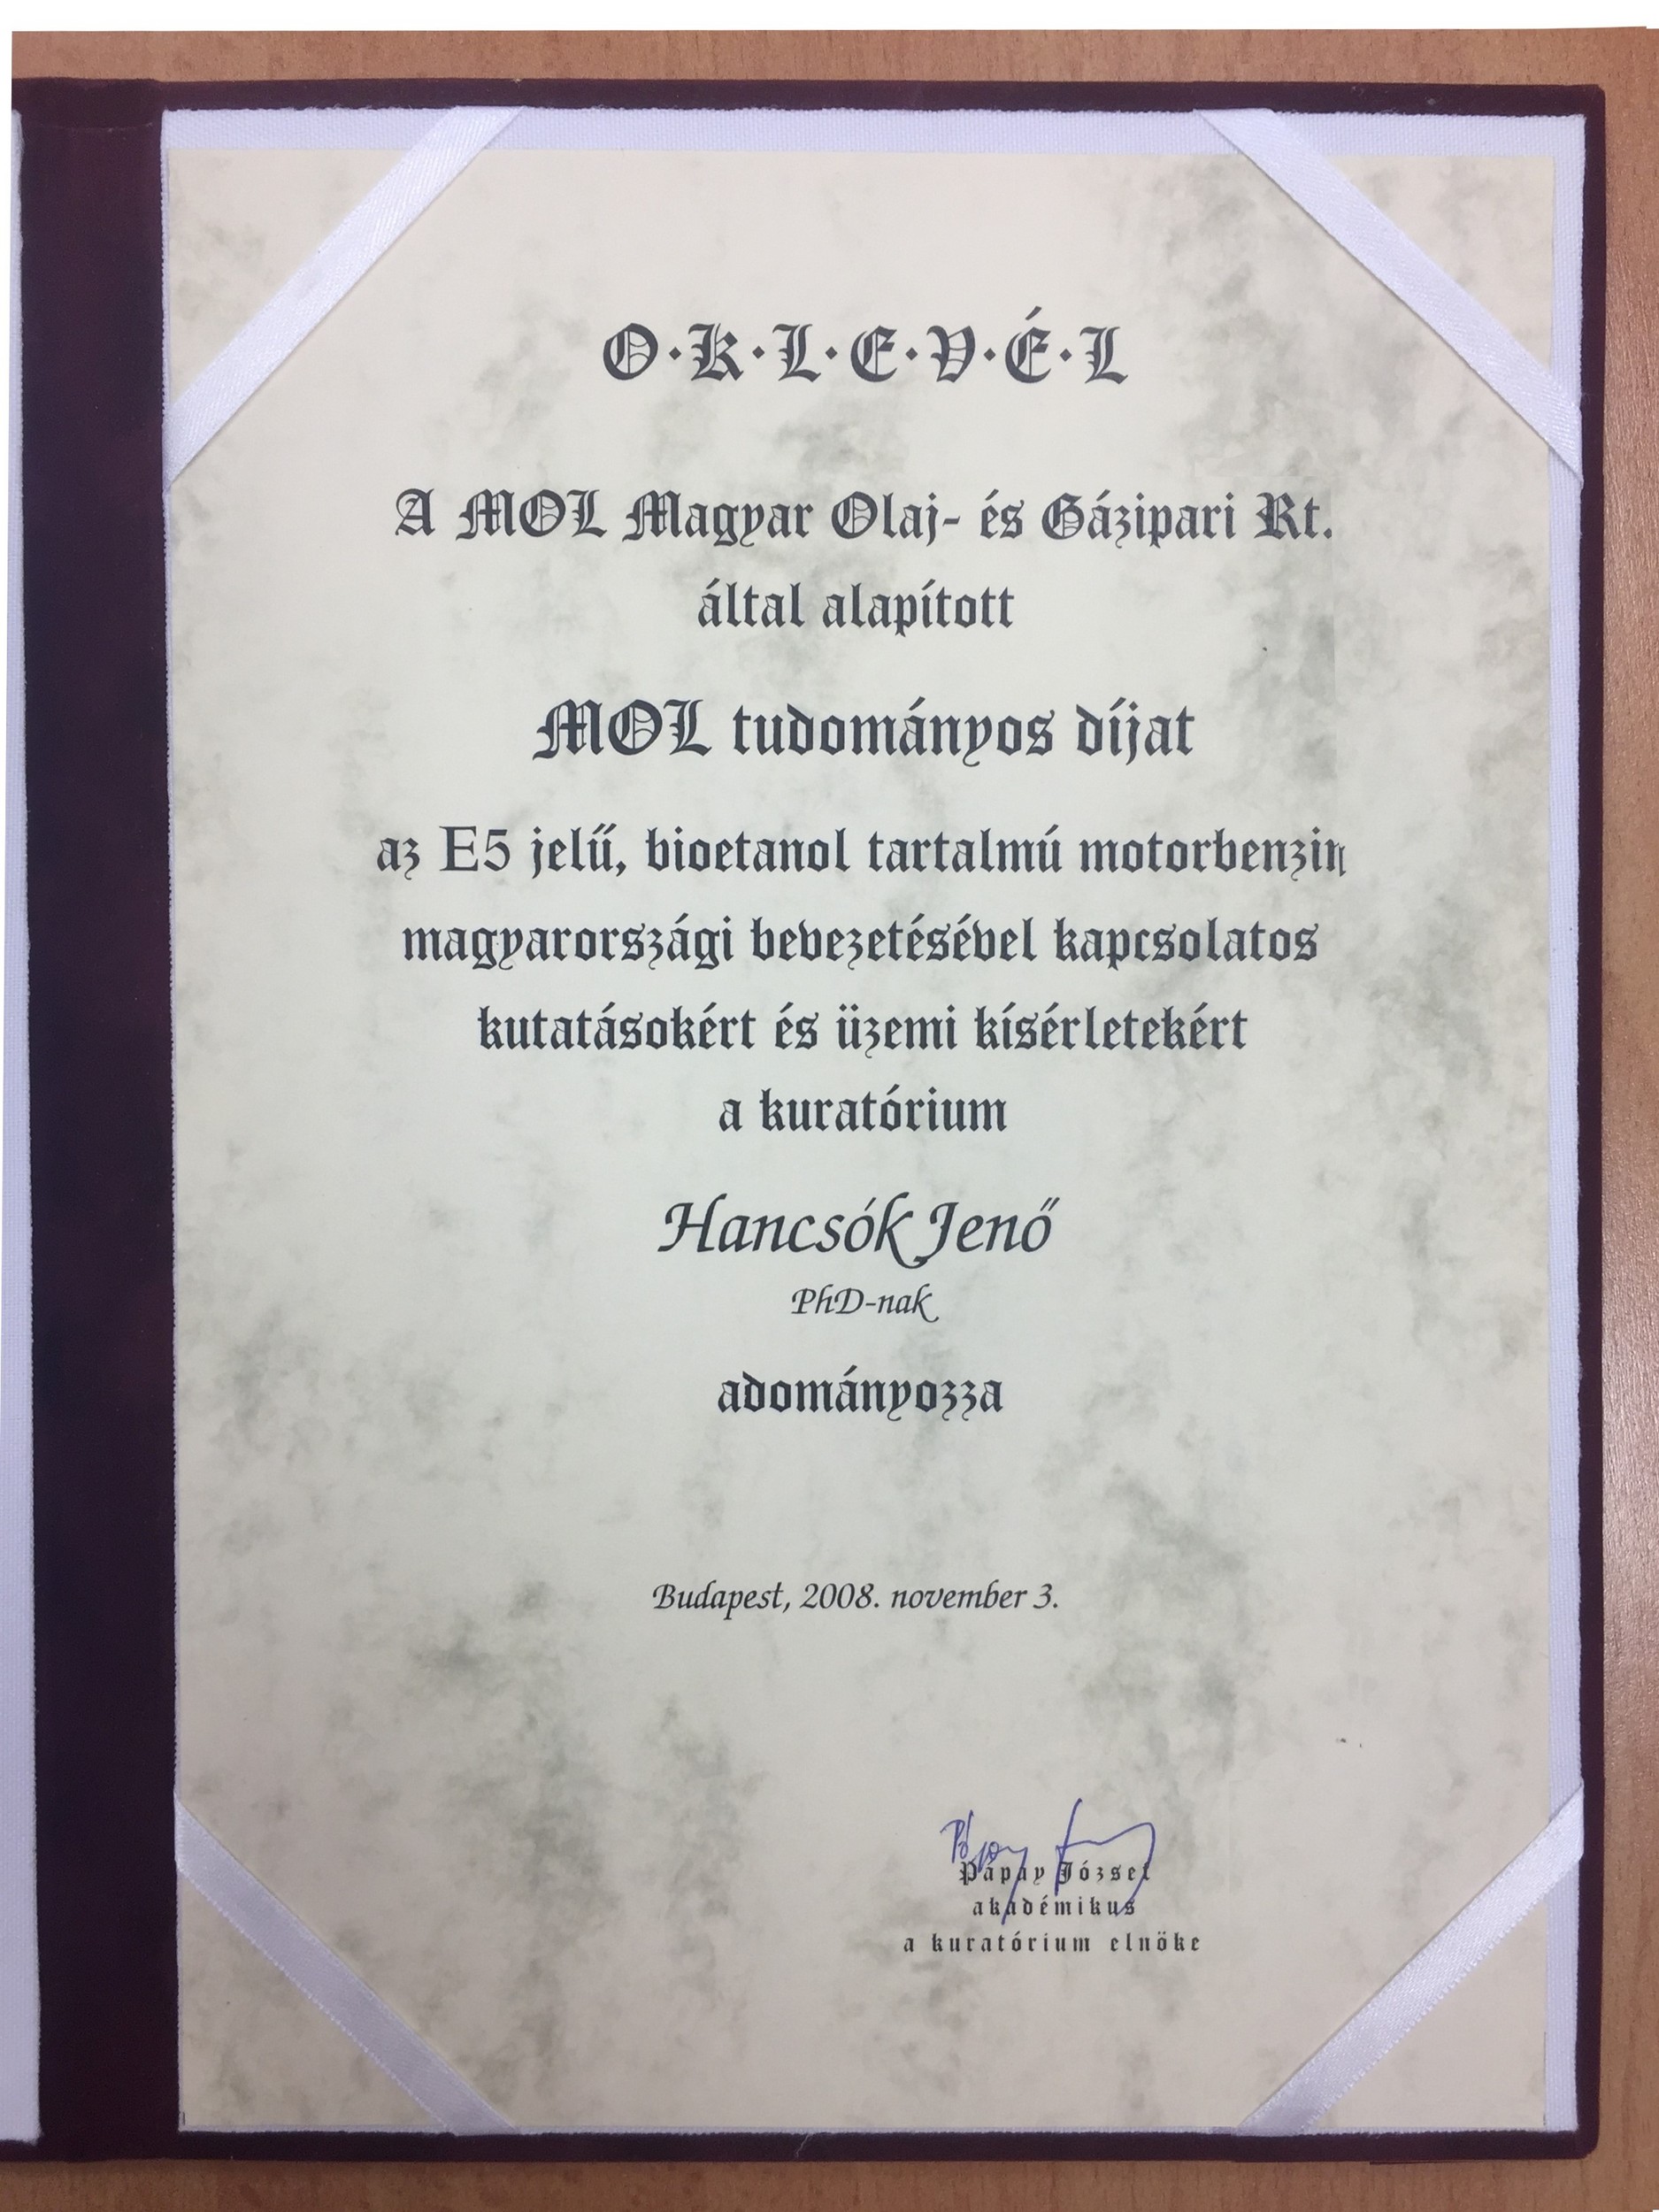 O·K·L·E·V·É·L
A MOL Magyar Olaj- és Gázipari Rt.
által alapított
MOL tudományos díjat
az E5 jelű, bioetanol tartalmú motorbenzin
magyarországi bevezetésével kapcsolatos
kutatásokért és üzemi kísérletekért
a kuratórium
Hancsók Jenő
PhD-nak
adományozza
Budapest, 2008. november 3.
Pápay József
akadémikus
a kuratórium elnöke